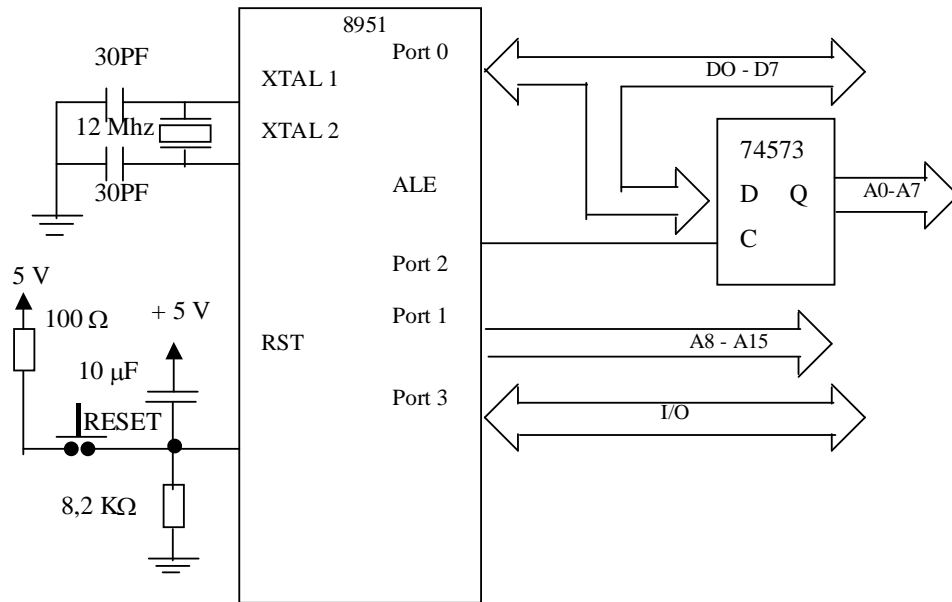 8951
Port 0
30PF
XTAL 1
DO - D7
12 Mhz
XTAL 2
74573
30PF
ALE
D Q
A0-A7
C
Port 2
5 V
100 Ω
+ 5 V
Port 1
RST
A8 - A15
10 µF
Port 3
RESET
I/O
8,2 KΩ